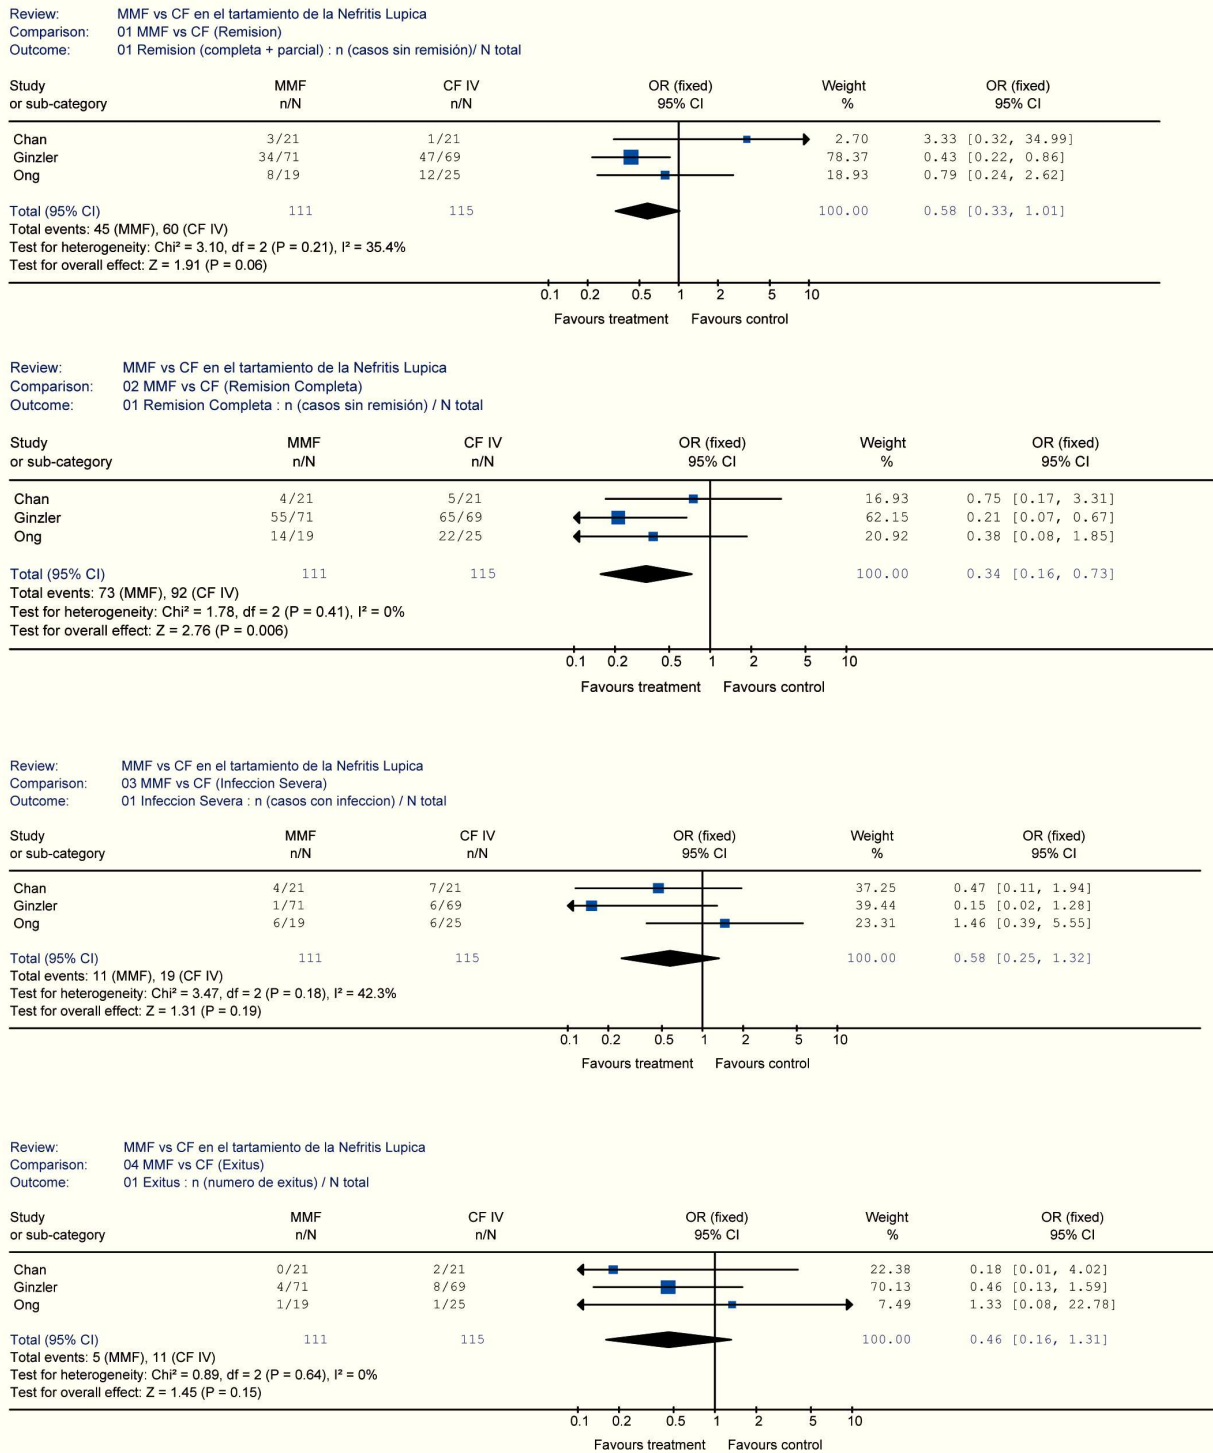 Review: MMF vs CF en el tartamiento de la Nefritis Lupica
Comparison: 01 MMF vs CF (Remision)
Outcome: 01 Remision (completa + parcial) : n (casos sin remisión)/ N total
Study MMF CF IV OR (fixed) Weight OR (fixed)
or sub-category n/N n/N 95% CI % 95% CI
Chan 3/21 1/21 2.70 3.33 [0.32, 34.99]
Ginzler 34/71 47/69 78.37 0.43 [0.22, 0.86]
Ong 8/19 12/25 18.93 0.79 [0.24, 2.62]
Total (95% CI) 111 115 100.00 0.58 [0.33, 1.01]
Total events: 45 (MMF), 60 (CF IV)
Test for heterogeneity: Chi² = 3.10, df = 2 (P = 0.21), I² = 35.4%
Test for overall effect: Z = 1.91 (P = 0.06)
0.1 0.2 0.5 1 2 5 10
Favours treatment Favours control
Review: MMF vs CF en el tartamiento de la Nefritis Lupica
Comparison: 02 MMF vs CF (Remision Completa)
Outcome: 01 Remision Completa : n (casos sin remisión) / N total
Study MMF CF IV OR (fixed) Weight OR (fixed)
or sub-category n/N n/N 95% CI % 95% CI
Chan 4/21 5/21 16.93 0.75 [0.17, 3.31]
Ginzler 55/71 65/69 62.15 0.21 [0.07, 0.67]
Ong 14/19 22/25 20.92 0.38 [0.08, 1.85]
Total (95% CI) 111 115 100.00 0.34 [0.16, 0.73]
Total events: 73 (MMF), 92 (CF IV)
Test for heterogeneity: Chi² = 1.78, df = 2 (P = 0.41), I² = 0%
Test for overall effect: Z = 2.76 (P = 0.006)
0.1 0.2 0.5 1 2 5 10
Favours treatment Favours control
Review: MMF vs CF en el tartamiento de la Nefritis Lupica
Comparison: 03 MMF vs CF (Infeccion Severa)
Outcome: 01 Infeccion Severa : n (casos con infeccion) / N total
Study MMF CF IV OR (fixed) Weight OR (fixed)
or sub-category n/N n/N 95% CI % 95% CI
Chan 4/21 7/21 37.25 0.47 [0.11, 1.94]
Ginzler 1/71 6/69 39.44 0.15 [0.02, 1.28]
Ong 6/19 6/25 23.31 1.46 [0.39, 5.55]
Total (95% CI) 111 115 100.00 0.58 [0.25, 1.32]
Total events: 11 (MMF), 19 (CF IV)
Test for heterogeneity: Chi² = 3.47, df = 2 (P = 0.18), I² = 42.3%
Test for overall effect: Z = 1.31 (P = 0.19)
0.1 0.2 0.5 1 2 5 10
Favours treatment Favours control
Review: MMF vs CF en el tartamiento de la Nefritis Lupica
Comparison: 04 MMF vs CF (Exitus)
Outcome: 01 Exitus : n (numero de exitus) / N total
Study MMF CF IV OR (fixed) Weight OR (fixed)
or sub-category n/N n/N 95% CI % 95% CI
Chan 0/21 2/21 22.38 0.18 [0.01, 4.02]
Ginzler 4/71 8/69 70.13 0.46 [0.13, 1.59]
Ong 1/19 1/25 7.49 1.33 [0.08, 22.78]
Total (95% CI) 111 115 100.00 0.46 [0.16, 1.31]
Total events: 5 (MMF), 11 (CF IV)
Test for heterogeneity: Chi² = 0.89, df = 2 (P = 0.64), I² = 0%
Test for overall effect: Z = 1.45 (P = 0.15)
0.1 0.2 0.5 1 2 5 10
Favours treatment Favours control